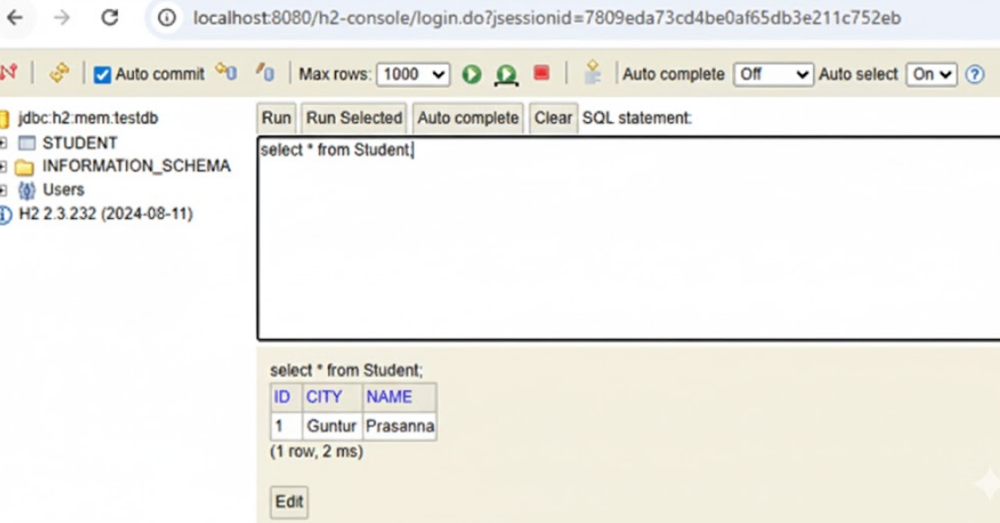 localhost:8080/h2-console/login.do?jsessionid=7809eda73cd4be0af65db3e211c752eb
Auto commit Max rows: 1000 Auto complete Off Auto select On ?
jdbc:h2:mem:testdb
STUDENT
INFORMATION_SCHEMA
Users
H2 2.3.232 (2024-08-11)
Run Run Selected Auto complete Clear SQL statement:
select * from Student;
select * from Student;
ID CITY NAME
1 Guntur Prasanna
(1 row, 2 ms)
Edit